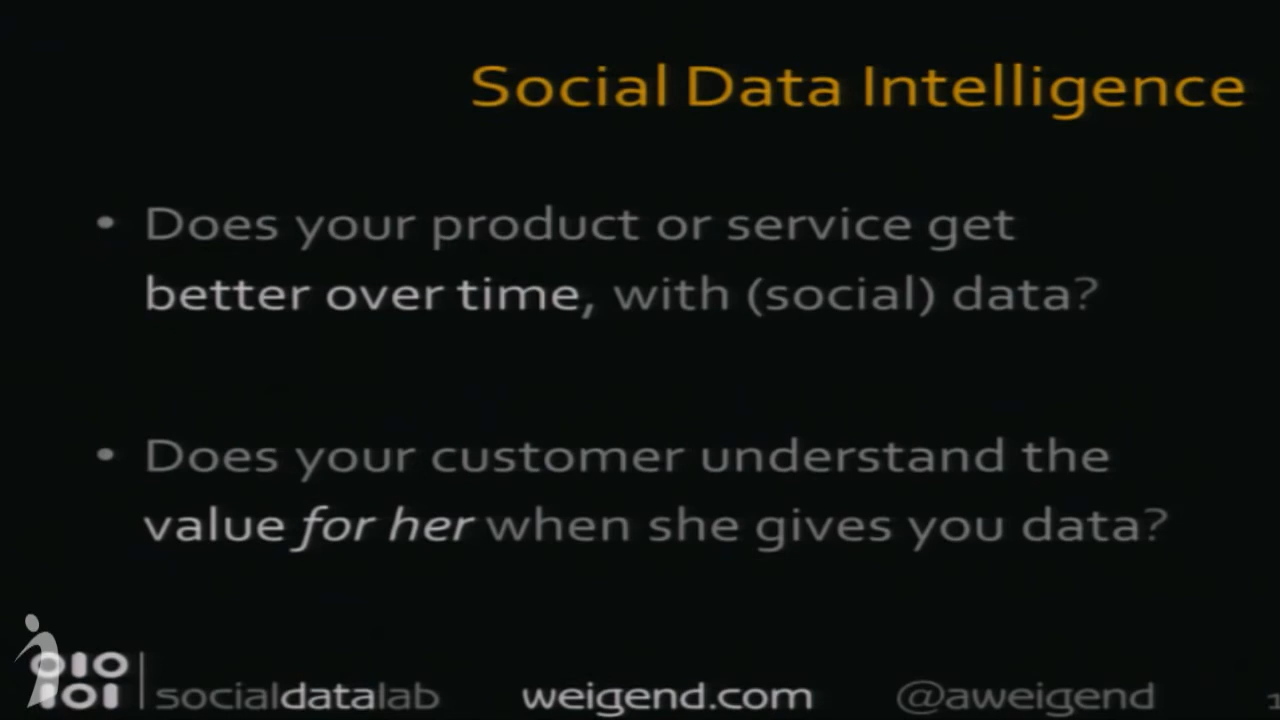 Social Data Intelligence
• Does your product or service get
better over time, with (social) data?
• Does your customer understand the
value for her when she gives you data?
010
101
socialdatalab weigend.com @aweigend